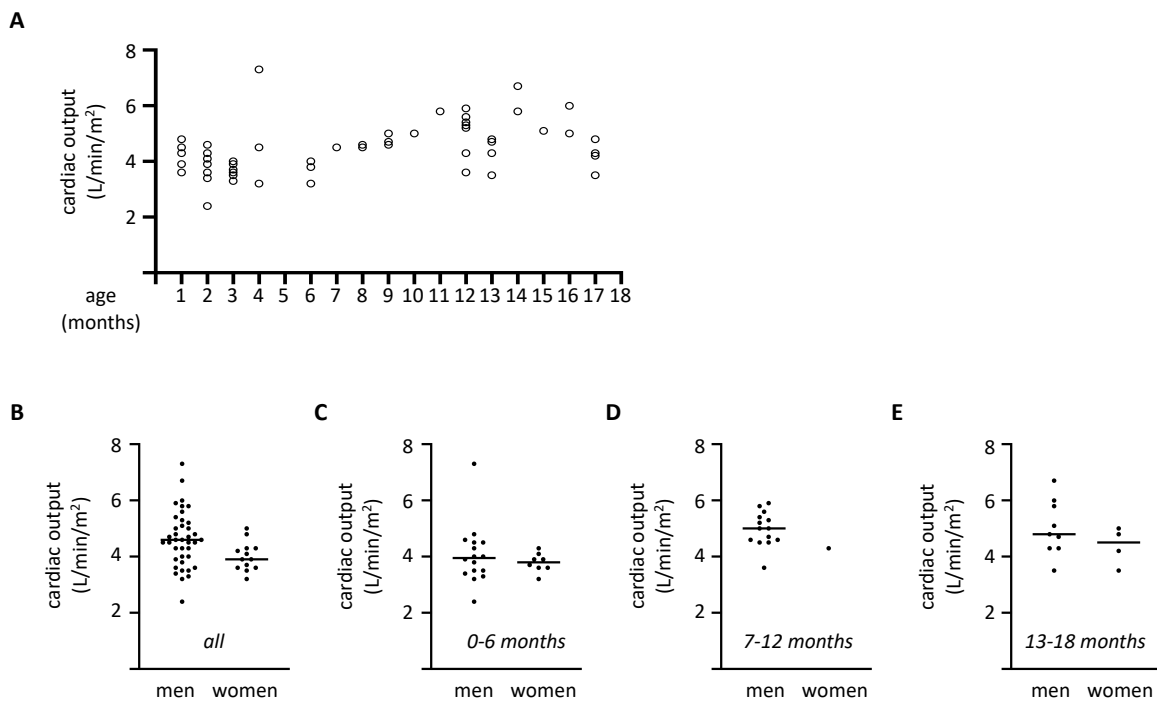 A
8
6
4
2
cardiac output
(L/min/m²)
1 2 3 4 5 6 7 8 9 10 11 12 13 14 15 16 17 18
age
(months)
B
8
6
4
2
cardiac output
(L/min/m²)
all
men women
C
8
6
4
2
cardiac output
(L/min/m²)
0-6 months
men women
D
8
6
4
2
cardiac output
(L/min/m²)
7-12 months
men women
E
8
6
4
2
cardiac output
(L/min/m²)
13-18 months
men women